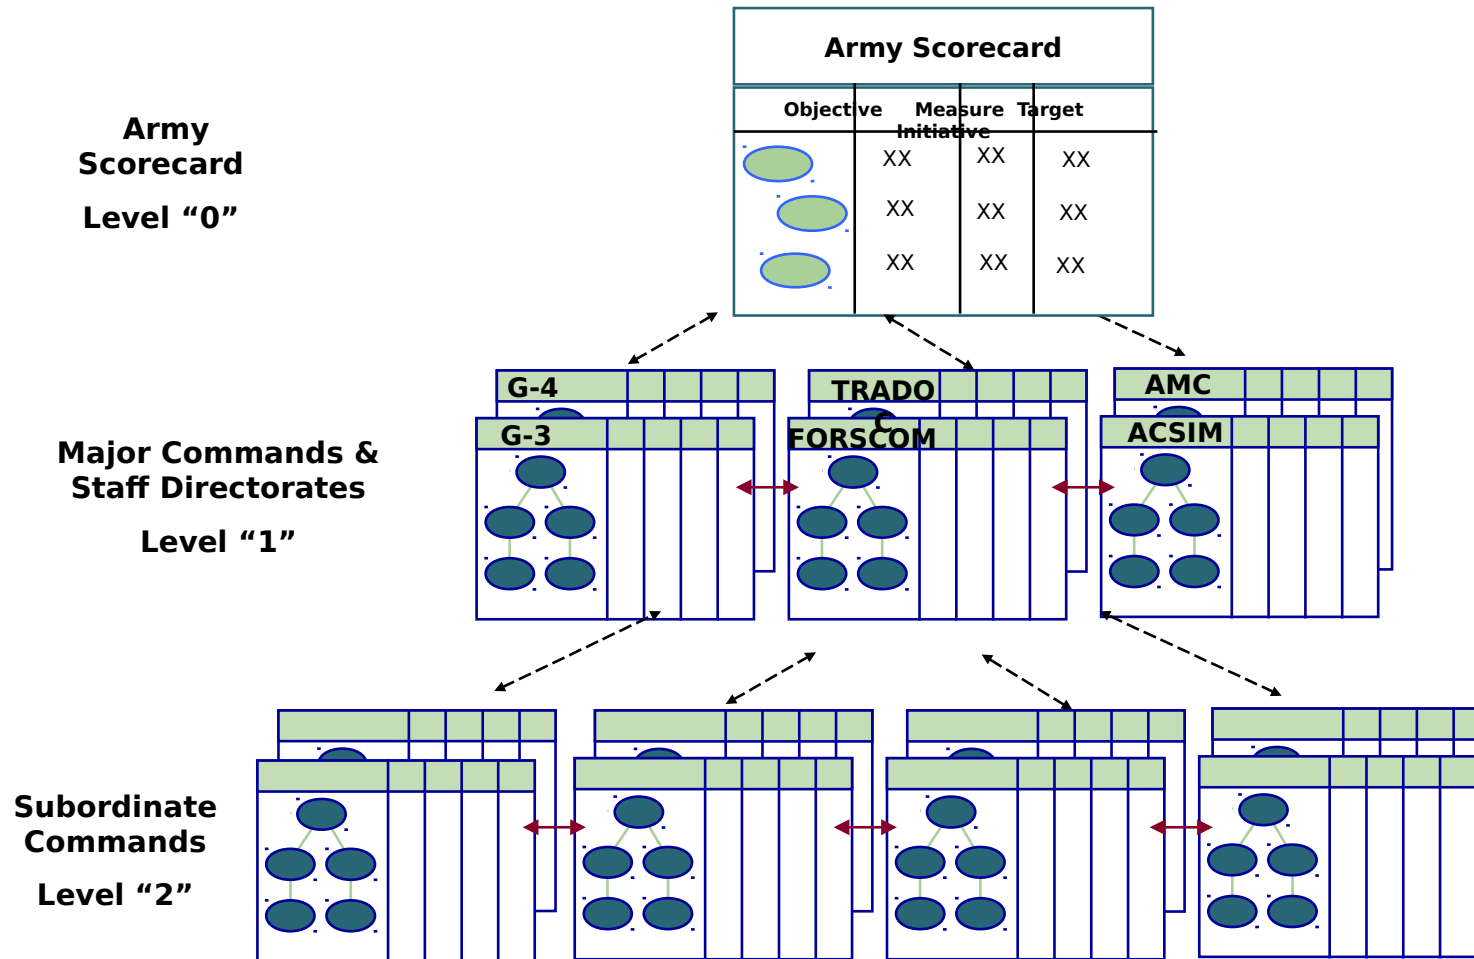 Army Scorecard
Objective Measure Target
Initiative
Army
Scorecard
Level “0”
XX XX XX
XX XX XX
XX XX XX
G-4
TRADO
C
AMC
G-3
FORSCOM
ACSIM
Major Commands &
Staff Directorates
Level “1”
Subordinate
Commands
Level “2”